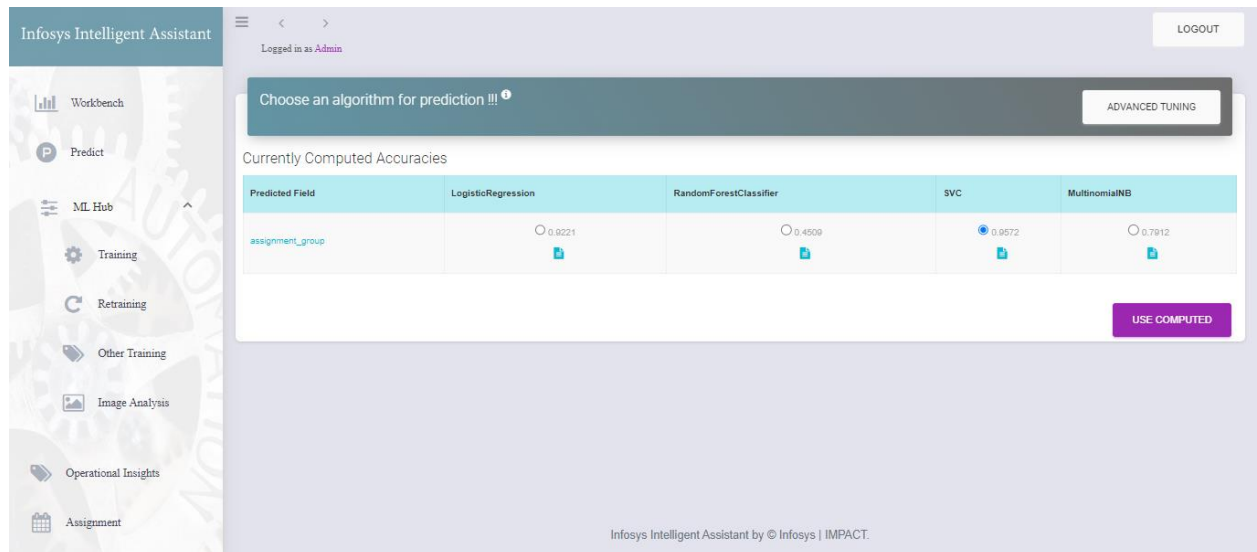 Infosys Intelligent Assistant
Logged in as Admin
LOGOUT
Workbench
Predict
ML Hub
Training
Retraining
Other Training
Image Analysis
Operational Insights
Assignment
Choose an algorithm for prediction !!!
ADVANCED TUNING
Currently Computed Accuracies
Predicted Field LogisticRegression RandomForestClassifier SVC MultinomialNB
assignment_group 0.9221 0.4509 0.9572 0.7912
USE COMPUTED
Infosys Intelligent Assistant by © Infosys | IMPACT.